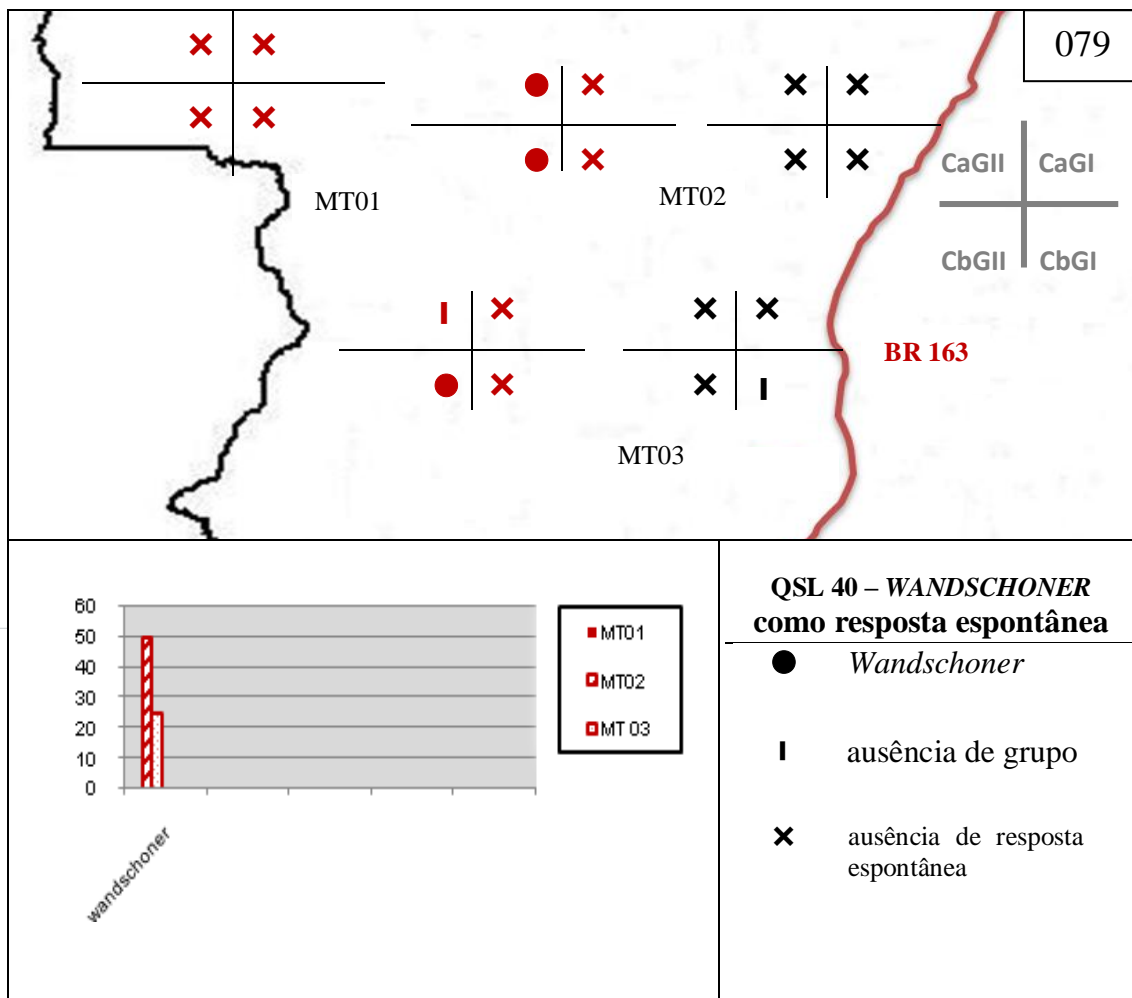 079
CaGII CaGI
CbGII CbGI
MT01
MT02
BR 163
MT03
60
50
40
30
20
10
0
wandschoner
MT01
MT02
MT 03
QSL 40 – WANDSCHONER
como resposta espontânea
Wandschoner
ausência de grupo
ausência de resposta
espontânea